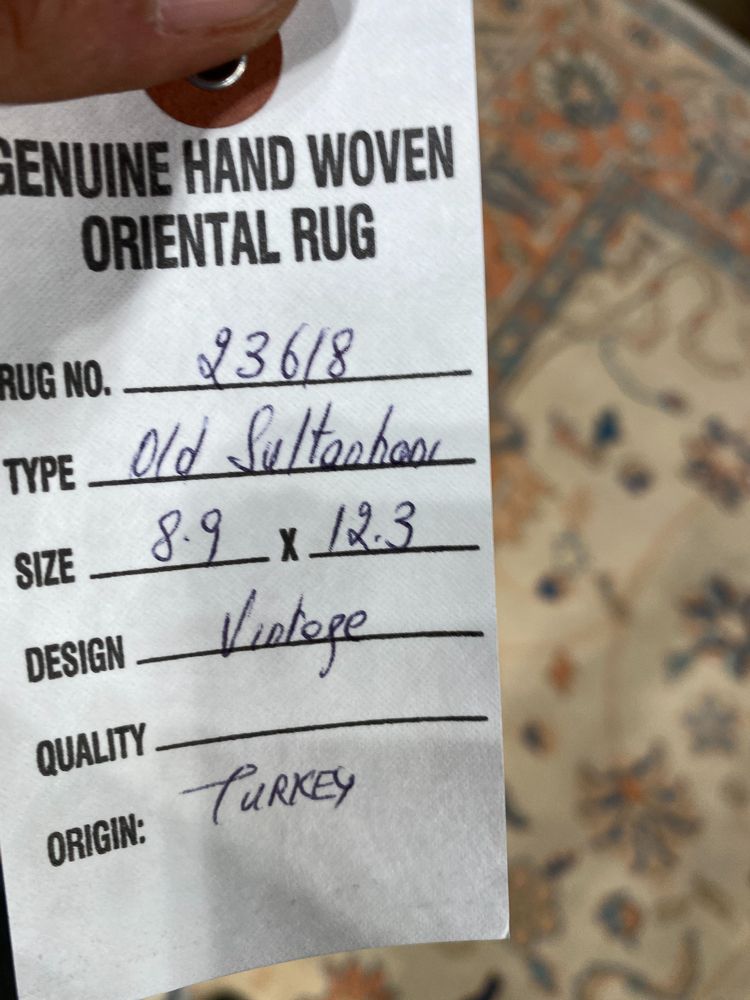 GENUINE HAND WOVEN
ORIENTAL RUG
RUG NO. 23618
TYPE Old Sultanhanı
SIZE 8.9 X 12.3
DESIGN Vintage
QUALITY
ORIGIN: TURKEY